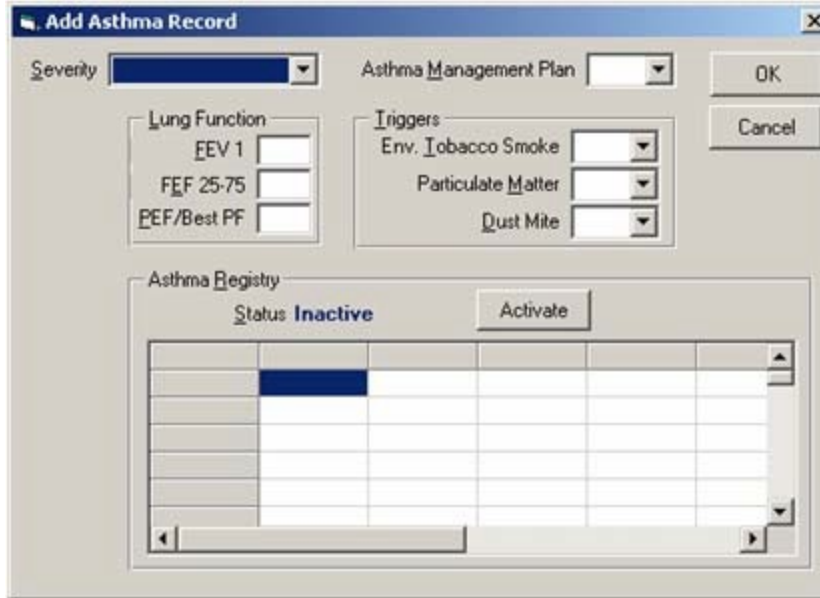 Add Asthma Record
Severity
Asthma Management Plan
OK
Cancel
Lung Function
FEV 1
FEF 25-75
PEF/Best PF
Triggers
Env. Tobacco Smoke
Particulate Matter
Dust Mite
Asthma Registry
Status Inactive
Activate